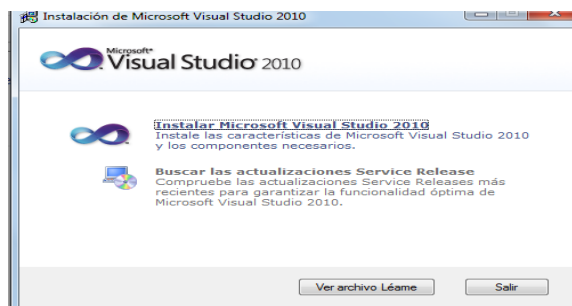 Instalación de Microsoft Visual Studio 2010
Microsoft
Visual Studio 2010
Instalar Microsoft Visual Studio 2010
Instale las características de Microsoft Visual Studio 2010
y los componentes necesarios.
Buscar las actualizaciones Service Release
Compruebe las actualizaciones Service Releases más
recientes para garantizar la funcionalidad óptima de
Microsoft Visual Studio 2010.
Ver archivo Léame
Salir